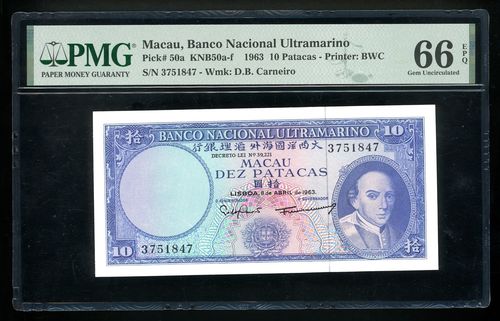 PMG
PAPER MONEY GUARANTY
Macau, Banco Nacional Ultramarino
Pick# 50a KNB50a-f 1963 10 Patacas - Printer: BWC
S/N 3751847 - Wmk: D.B. Carneiro
66 EPQ
Gem Uncirculated
拾
BANCO NACIONAL ULTRAMARINO
10
行銀理滙外海國洋西大
3751847
DECRETO LEI Nº 39,221
MACAU
DEZ PATACAS
圓拾
LISBOA, 8 de ABRIL de 1963.
O GOVERNADOR
10
3751847
拾